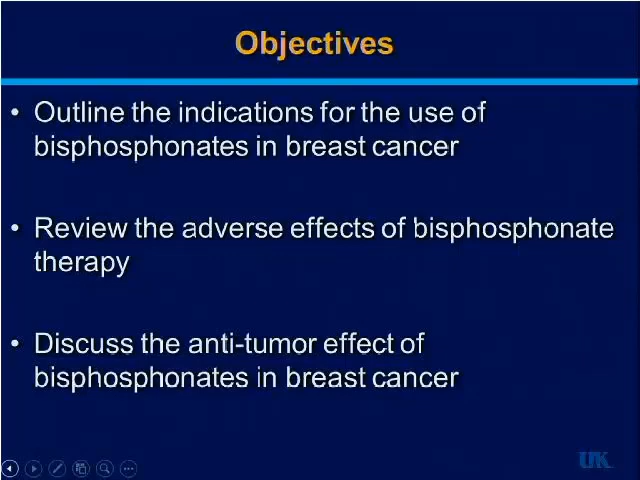 Objectives
• Outline the indications for the use of
bisphosphonates in breast cancer
• Review the adverse effects of bisphosphonate
therapy
• Discuss the anti-tumor effect of
bisphosphonates in breast cancer
UK